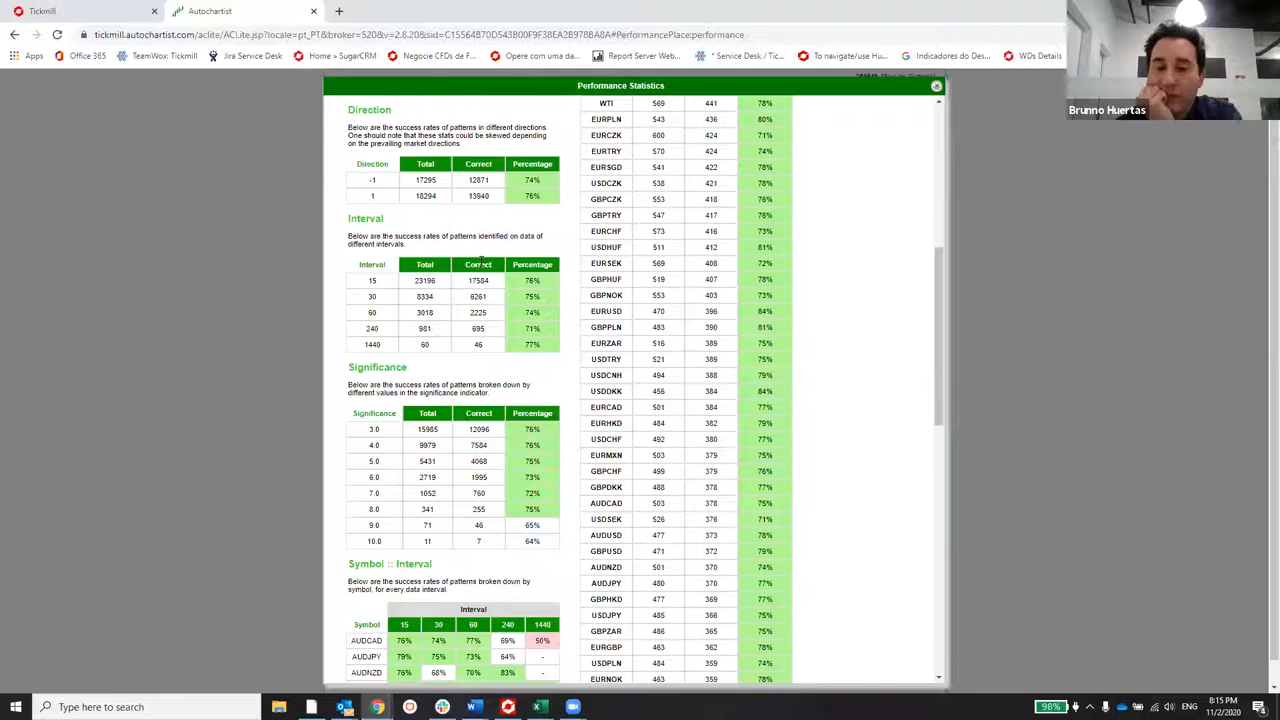 Tickmill
Autochartist
tickmill.autochartist.com/aclite/ACLite.jsp?locale=pt_PT&broker=520&v=2.8.20&sid=C15564B70D543B00F9F38EA2B978BA8A#PerformancePlace:performance
Apps
Office 365
TeamWox: Tickmill
Jira Service Desk
Home » SugarCRM
Negocie CFDs de F...
Opere com uma da...
Report Server Web...
* Service Desk / Tic...
To navigate/use Hu...
Indicadores do Des...
WDs Details
Brunno Huertas
Performance Statistics
Direction
Below are the success rates of patterns in different directions.
One should note that these stats could be skewed depending
on the prevailing market directions.
Direction Total Correct Percentage
-1 17295 12871 74%
1 18294 13940 76%
Interval
Below are the success rates of patterns identified on data of
different intervals.
Interval Total Correct Percentage
15 23196 17584 76%
30 8334 6261 75%
60 3018 2225 74%
240 981 695 71%
1440 60 46 77%
Significance
Below are the success rates of patterns broken down by
different values in the significance indicator.
Significance Total Correct Percentage
3.0 15985 12096 76%
4.0 9979 7584 76%
5.0 5431 4068 75%
6.0 2719 1995 73%
7.0 1052 760 72%
8.0 341 255 75%
9.0 71 46 65%
10.0 11 7 64%
Symbol :: Interval
Below are the success rates of patterns broken down by
symbol, for every data interval.
Interval
Symbol 15 30 60 240 1440
AUDCAD 76% 74% 77% 69% 50%
AUDJPY 79% 75% 73% 64% -
AUDNZD 76% 68% 70% 83% -
WTI 569 441 78%
EURPLN 543 436 80%
EURCZK 600 424 71%
EURTRY 570 424 74%
EURSGD 541 422 78%
USDCZK 538 421 78%
GBPCZK 553 418 76%
GBPTRY 547 417 76%
EURCHF 573 416 73%
USDHUF 511 412 81%
EURSEK 569 408 72%
GBPHUF 519 407 78%
GBPNOK 553 403 73%
EURUSD 470 396 84%
GBPPLN 483 390 81%
EURZAR 516 389 75%
USDTRY 521 389 75%
USDCNH 494 388 79%
USDDKK 456 384 84%
EURCAD 501 384 77%
EURHKD 484 382 79%
USDCHF 492 380 77%
EURMXN 503 379 75%
GBPCHF 499 379 76%
GBPDKK 488 378 77%
AUDCAD 503 378 75%
USDSEK 526 376 71%
AUDUSD 477 373 78%
GBPUSD 471 372 79%
AUDNZD 501 370 74%
AUDJPY 480 370 77%
GBPHKD 477 369 77%
USDJPY 485 366 75%
GBPZAR 486 365 75%
EURGBP 463 362 78%
USDPLN 484 359 74%
EURNOK 463 359 78%
Type here to search
98%
ENG
8:15 PM
11/2/2020